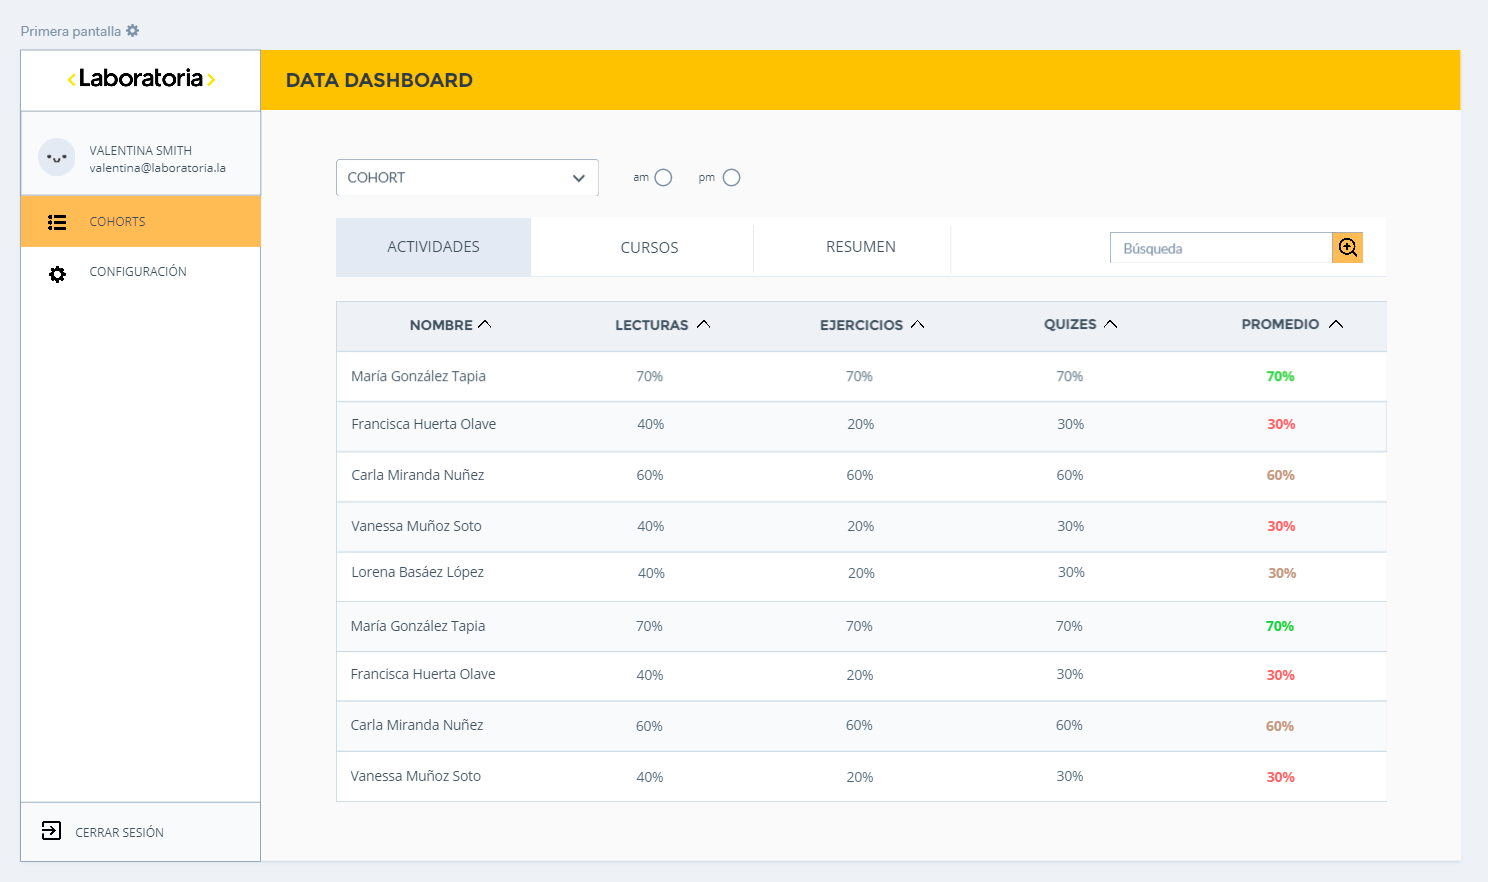 Primera pantalla
<Laboratoria>
DATA DASHBOARD
VALENTINA SMITH
valentina@laboratoria.la
COHORTS
CONFIGURACIÓN
CERRAR SESIÓN
COHORT am pm
ACTIVIDADES CURSOS RESUMEN Búsqueda
NOMBRE LECTURAS EJERCICIOS QUIZES PROMEDIO
María González Tapia 70% 70% 70% 70%
Francisca Huerta Olave 40% 20% 30% 30%
Carla Miranda Nuñez 60% 60% 60% 60%
Vanessa Muñoz Soto 40% 20% 30% 30%
Lorena Basáez López 40% 20% 30% 30%
María González Tapia 70% 70% 70% 70%
Francisca Huerta Olave 40% 20% 30% 30%
Carla Miranda Nuñez 60% 60% 60% 60%
Vanessa Muñoz Soto 40% 20% 30% 30%